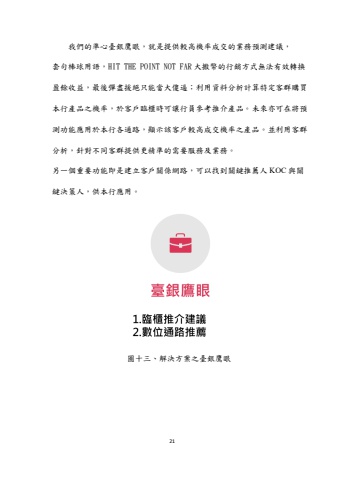 我們的準心臺銀鷹眼，就是提供較高機率成交的業務預測建議，
套句棒球用語，HIT THE POINT NOT FAR 大撒幣的行銷方式無法有效轉換
盈餘收益，最後彈盡援絕只能當大傻逼；利用資料分析計算特定客群購買
本行產品之機率，於客戶臨櫃時可讓行員參考推介產品。未來亦可在將預
測功能應用於本行各通路，顯示該客戶較高成交機率之產品。並利用客群
分析，針對不同客群提供更精準的需要服務及業務。
另一個重要功能即是建立客戶關係網路，可以找到關鍵推薦人 KOC 與關
鍵決策人，供本行應用。
臺銀鷹眼
1.臨櫃推介建議
2.數位通路推薦
圖十三、解決方案之臺銀鷹眼
21